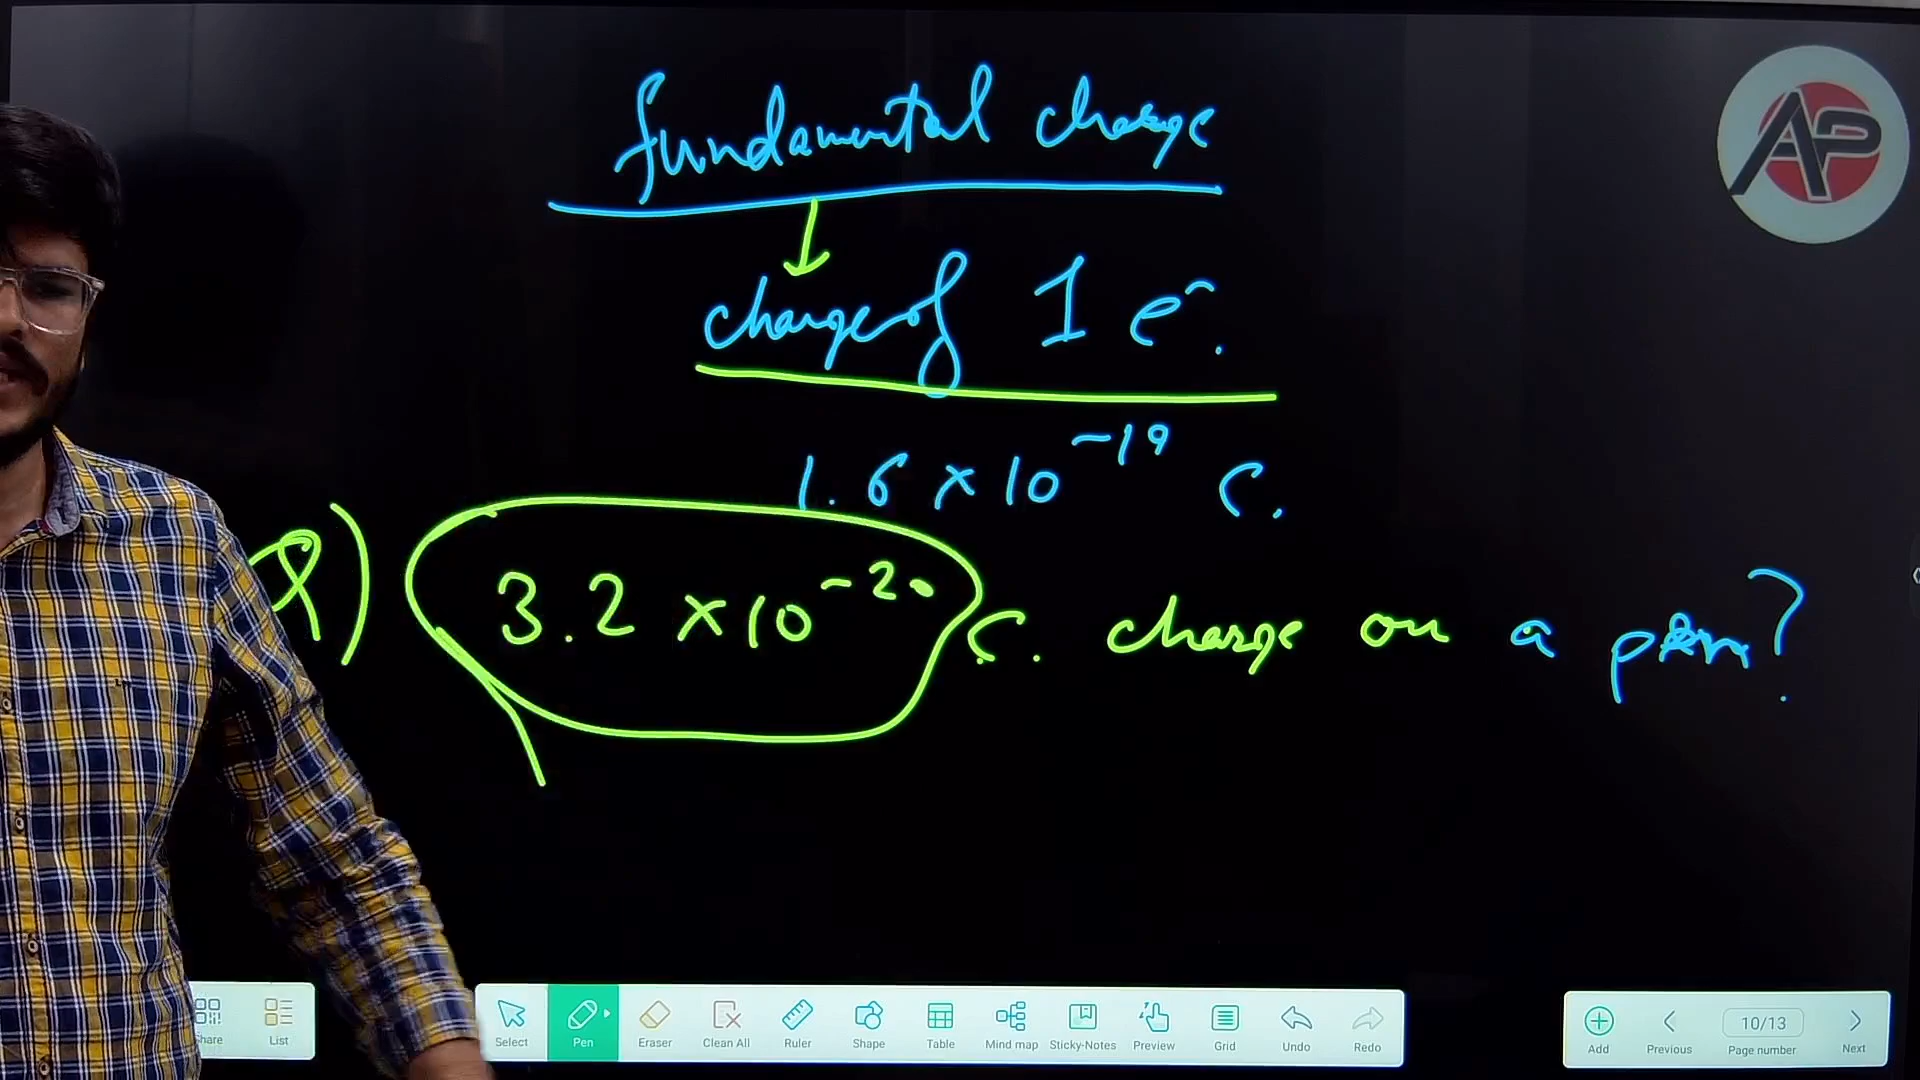 AP
fundamental charge
charge of 1 e⁻.
1.6 × 10⁻¹⁹ C.
Q) 3.2 × 10⁻²⁰ C. charge on a pen?
Share
List
Select
Pen
Eraser
Clean All
Ruler
Shape
Table
Mind map
Sticky-Notes
Preview
Grid
Undo
Redo
Add
Previous
10/13
Page number
Next